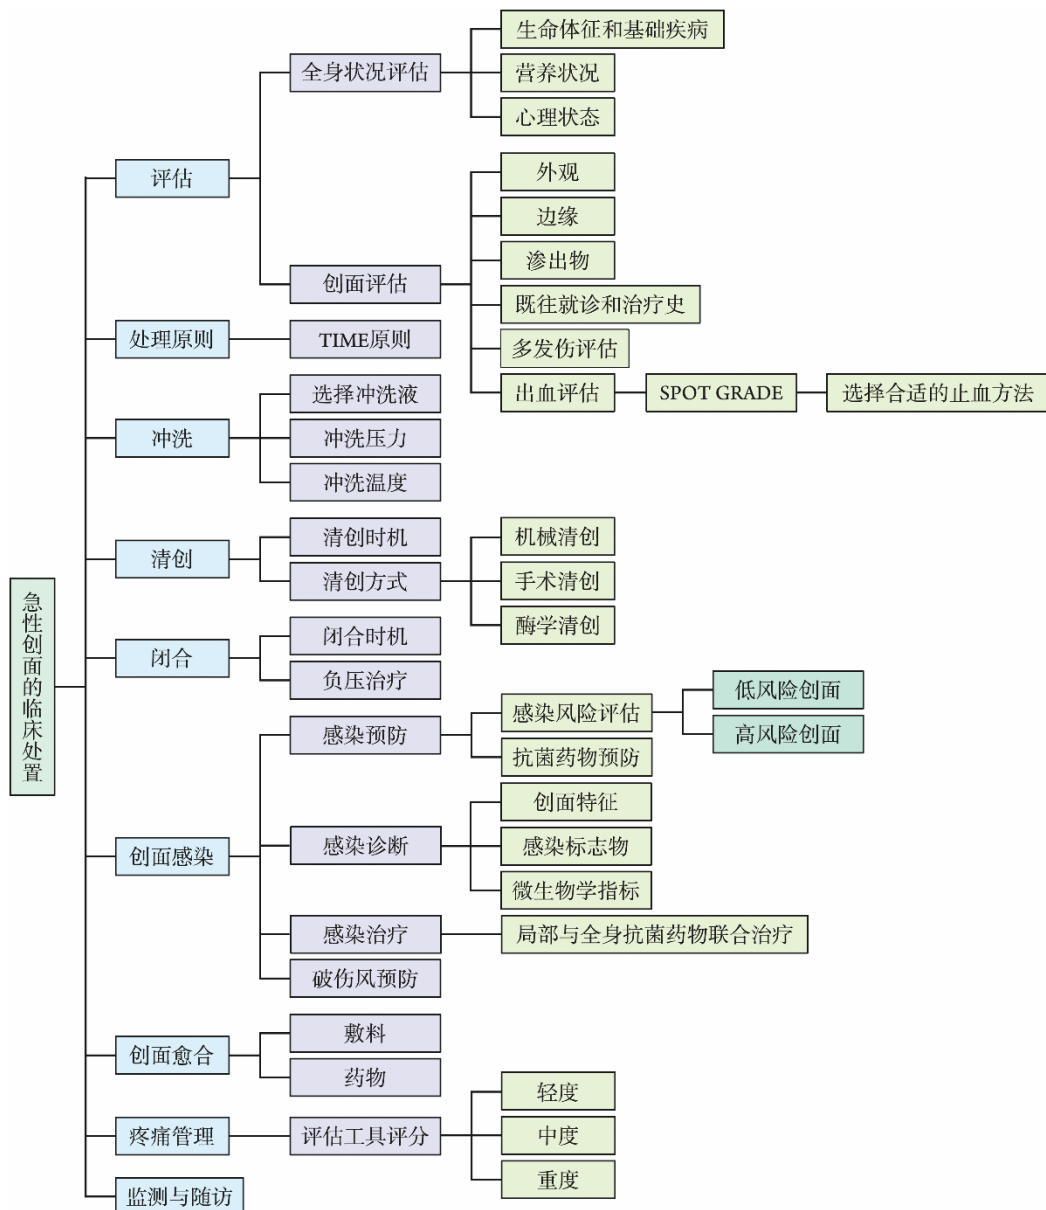 急性创面的临床处置
评估
全身状况评估
生命体征和基础疾病
营养状况
心理状态
创面评估
外观
边缘
渗出物
既往就诊和治疗史
多发伤评估
出血评估
SPOT GRADE
选择合适的止血方法
处理原则
TIME原则
冲洗
选择冲洗液
冲洗压力
冲洗温度
清创
清创时机
清创方式
机械清创
手术清创
酶学清创
闭合
闭合时机
负压治疗
创面感染
感染预防
感染风险评估
低风险创面
高风险创面
抗菌药物预防
感染诊断
创面特征
感染标志物
微生物学指标
感染治疗
局部与全身抗菌药物联合治疗
破伤风预防
创面愈合
敷料
药物
疼痛管理
评估工具评分
轻度
中度
重度
监测与随访